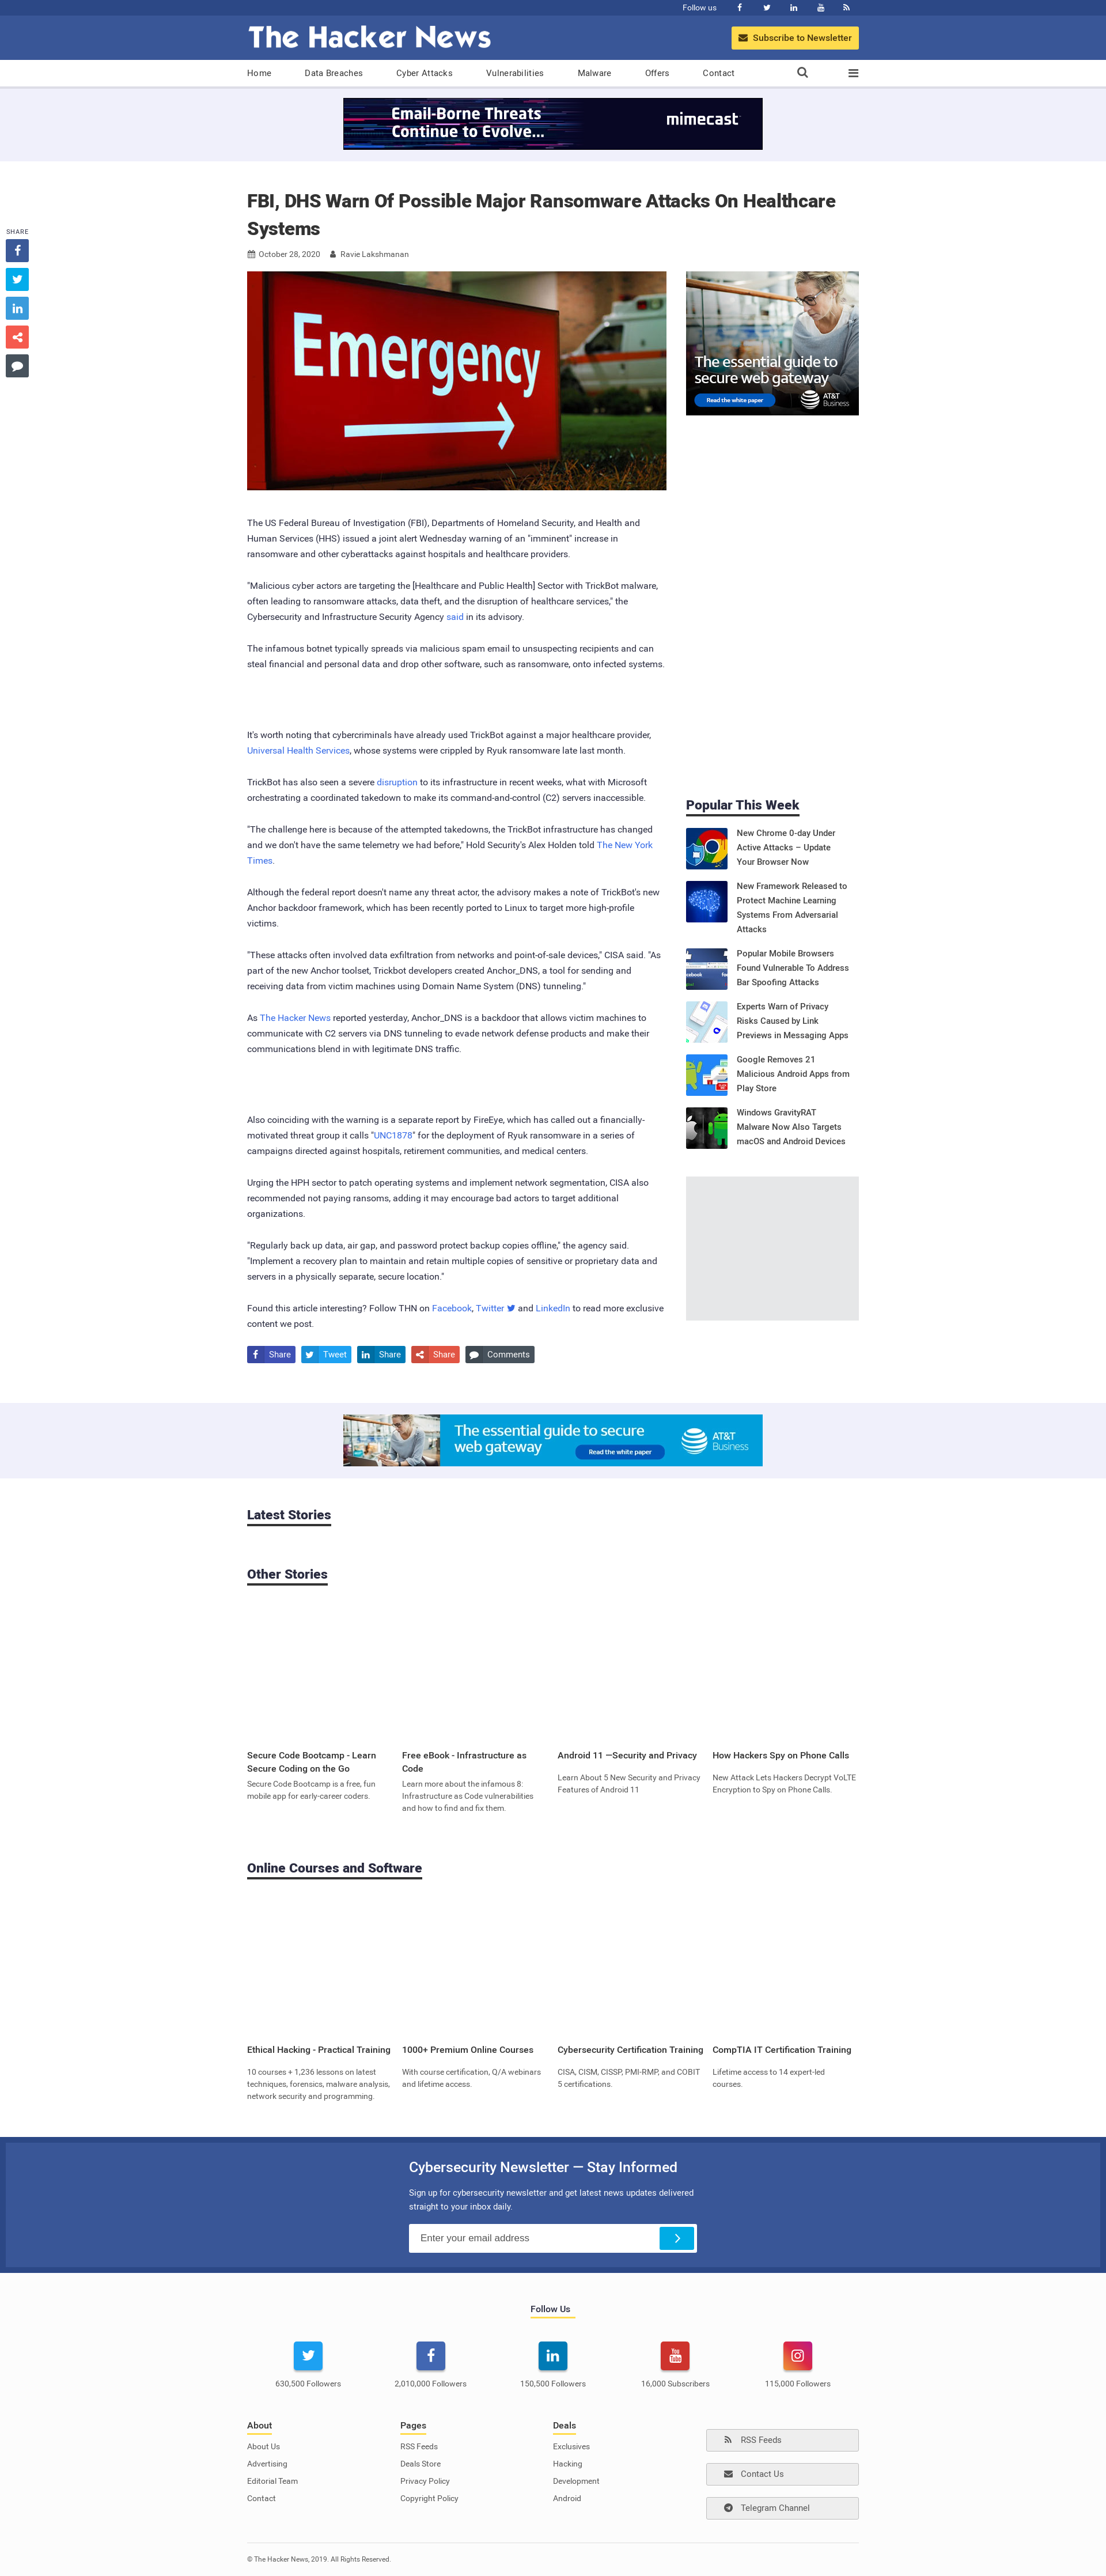 Follow us
The Hacker News
Subscribe to Newsletter
Home
Data Breaches
Cyber Attacks
Vulnerabilities
Malware
Offers
Contact
Email-Borne Threats
Continue to Evolve...
mimecast
FBI, DHS Warn Of Possible Major Ransomware Attacks On Healthcare
Systems
October 28, 2020 Ravie Lakshmanan
SHARE
Emergency
The essential guide to
secure web gateway
Read the white paper
AT&T
Business
The US Federal Bureau of Investigation (FBI), Departments of Homeland Security, and Health and
Human Services (HHS) issued a joint alert Wednesday warning of an "imminent" increase in
ransomware and other cyberattacks against hospitals and healthcare providers.
"Malicious cyber actors are targeting the [Healthcare and Public Health] Sector with TrickBot malware,
often leading to ransomware attacks, data theft, and the disruption of healthcare services," the
Cybersecurity and Infrastructure Security Agency said in its advisory.
The infamous botnet typically spreads via malicious spam email to unsuspecting recipients and can
steal financial and personal data and drop other software, such as ransomware, onto infected systems.
It's worth noting that cybercriminals have already used TrickBot against a major healthcare provider,
Universal Health Services, whose systems were crippled by Ryuk ransomware late last month.
TrickBot has also seen a severe disruption to its infrastructure in recent weeks, what with Microsoft
orchestrating a coordinated takedown to make its command-and-control (C2) servers inaccessible.
"The challenge here is because of the attempted takedowns, the TrickBot infrastructure has changed
and we don't have the same telemetry we had before," Hold Security's Alex Holden told The New York
Times.
Although the federal report doesn't name any threat actor, the advisory makes a note of TrickBot's new
Anchor backdoor framework, which has been recently ported to Linux to target more high-profile
victims.
"These attacks often involved data exfiltration from networks and point-of-sale devices," CISA said. "As
part of the new Anchor toolset, Trickbot developers created Anchor_DNS, a tool for sending and
receiving data from victim machines using Domain Name System (DNS) tunneling."
As The Hacker News reported yesterday, Anchor_DNS is a backdoor that allows victim machines to
communicate with C2 servers via DNS tunneling to evade network defense products and make their
communications blend in with legitimate DNS traffic.
Also coinciding with the warning is a separate report by FireEye, which has called out a financially-
motivated threat group it calls "UNC1878" for the deployment of Ryuk ransomware in a series of
campaigns directed against hospitals, retirement communities, and medical centers.
Urging the HPH sector to patch operating systems and implement network segmentation, CISA also
recommended not paying ransoms, adding it may encourage bad actors to target additional
organizations.
"Regularly back up data, air gap, and password protect backup copies offline," the agency said.
"Implement a recovery plan to maintain and retain multiple copies of sensitive or proprietary data and
servers in a physically separate, secure location."
Found this article interesting? Follow THN on Facebook, Twitter and LinkedIn to read more exclusive
content we post.
Share
Tweet
Share
Share
Comments
Popular This Week
New Chrome 0-day Under
Active Attacks – Update
Your Browser Now
New Framework Released to
Protect Machine Learning
Systems From Adversarial
Attacks
Popular Mobile Browsers
Found Vulnerable To Address
Bar Spoofing Attacks
Experts Warn of Privacy
Risks Caused by Link
Previews in Messaging Apps
Google Removes 21
Malicious Android Apps from
Play Store
Windows GravityRAT
Malware Now Also Targets
macOS and Android Devices
The essential guide to secure
web gateway
Read the white paper
AT&T
Business
Latest Stories
Other Stories
Secure Code Bootcamp - Learn
Secure Coding on the Go
Secure Code Bootcamp is a free, fun
mobile app for early-career coders.
Free eBook - Infrastructure as
Code
Learn more about the infamous 8:
Infrastructure as Code vulnerabilities
and how to find and fix them.
Android 11 —Security and Privacy
Learn About 5 New Security and Privacy
Features of Android 11
How Hackers Spy on Phone Calls
New Attack Lets Hackers Decrypt VoLTE
Encryption to Spy on Phone Calls.
Online Courses and Software
Ethical Hacking - Practical Training
10 courses + 1,236 lessons on latest
techniques, forensics, malware analysis,
network security and programming.
1000+ Premium Online Courses
With course certification, Q/A webinars
and lifetime access.
Cybersecurity Certification Training
CISA, CISM, CISSP, PMI-RMP, and COBIT
5 certifications.
CompTIA IT Certification Training
Lifetime access to 14 expert-led
courses.
Cybersecurity Newsletter — Stay Informed
Sign up for cybersecurity newsletter and get latest news updates delivered
straight to your inbox daily.
Enter your email address
Follow Us
630,500 Followers
2,010,000 Followers
150,500 Followers
16,000 Subscribers
115,000 Followers
About
About Us
Advertising
Editorial Team
Contact
Pages
RSS Feeds
Deals Store
Privacy Policy
Copyright Policy
Deals
Exclusives
Hacking
Development
Android
RSS Feeds
Contact Us
Telegram Channel
© The Hacker News, 2019. All Rights Reserved.